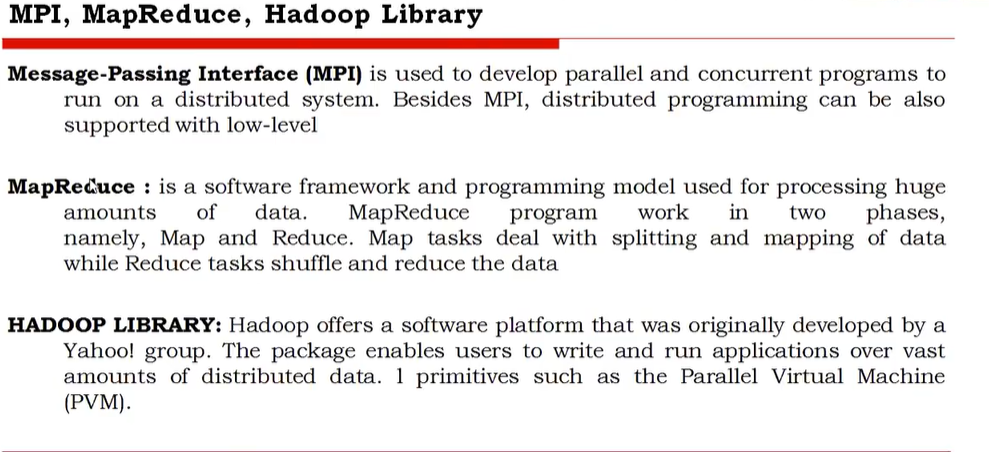 MPI, MapReduce, Hadoop Library
Message-Passing Interface (MPI) is used to develop parallel and concurrent programs to
run on a distributed system. Besides MPI, distributed programming can be also
supported with low-level
MapReduce : is a software framework and programming model used for processing huge
amounts of data. MapReduce program work in two phases,
namely, Map and Reduce. Map tasks deal with splitting and mapping of data
while Reduce tasks shuffle and reduce the data
HADOOP LIBRARY: Hadoop offers a software platform that was originally developed by a
Yahoo! group. The package enables users to write and run applications over vast
amounts of distributed data. l primitives such as the Parallel Virtual Machine
(PVM).